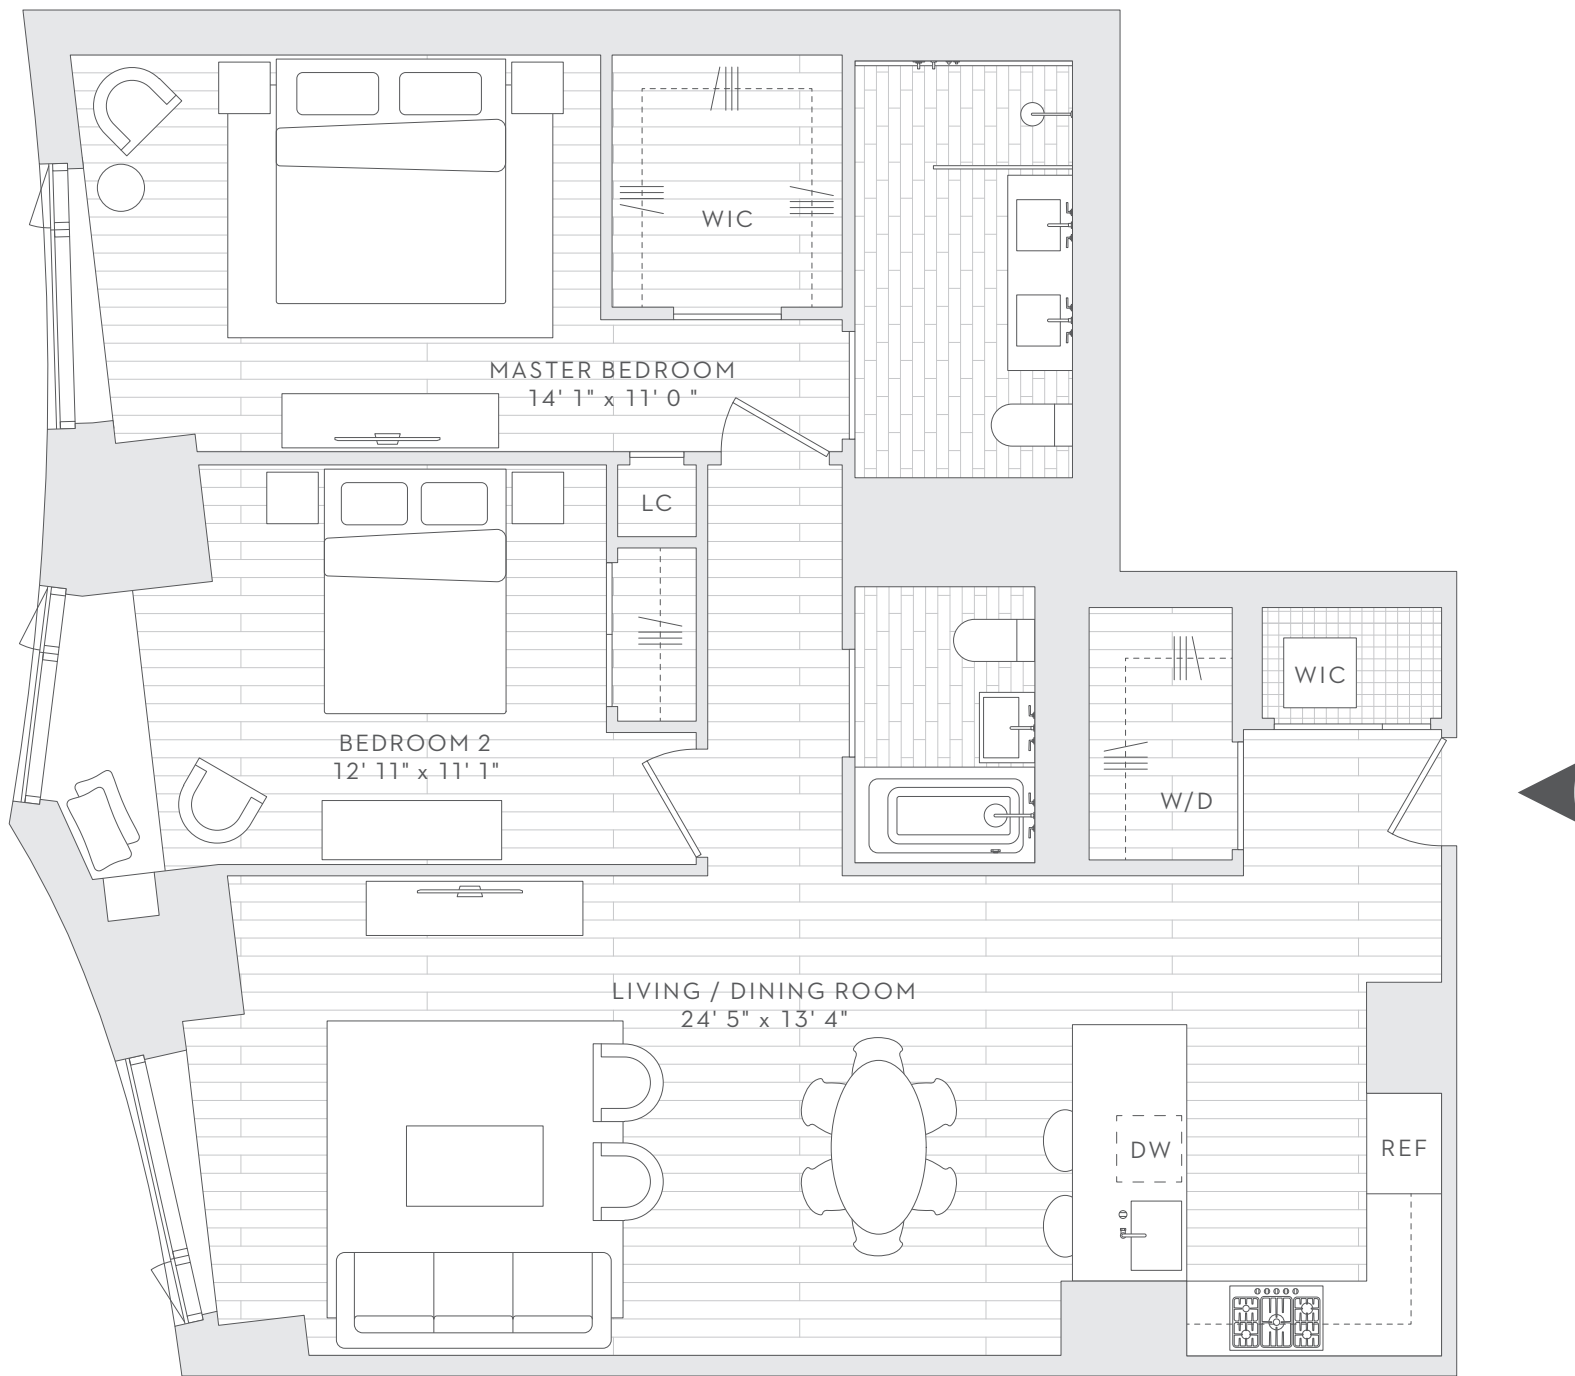 WIC
MASTER BEDROOM
14' 1" x 11' 0 "
LC
BEDROOM 2
12' 11" x 11' 1"
WIC
W/D
LIVING / DINING ROOM
24' 5" x 13' 4"
DW
REF